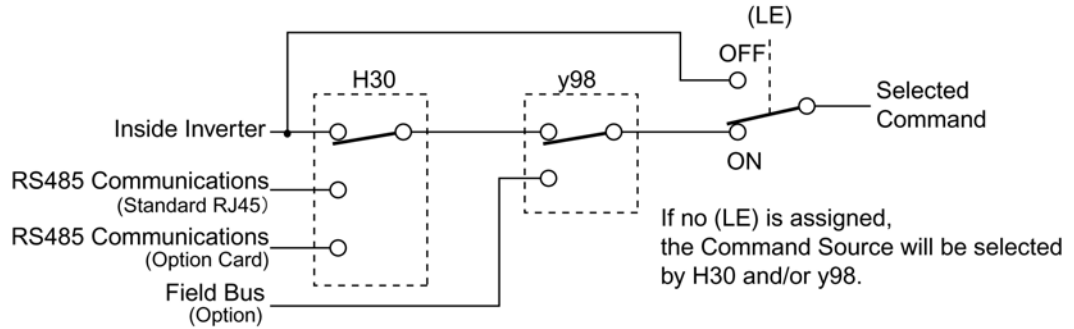 (LE)
OFF
H30
y98
Selected
Command
Inside Inverter
ON
RS485 Communications
(Standard RJ45)
RS485 Communications
(Option Card)
Field Bus
(Option)
If no (LE) is assigned,
the Command Source will be selected
by H30 and/or y98.